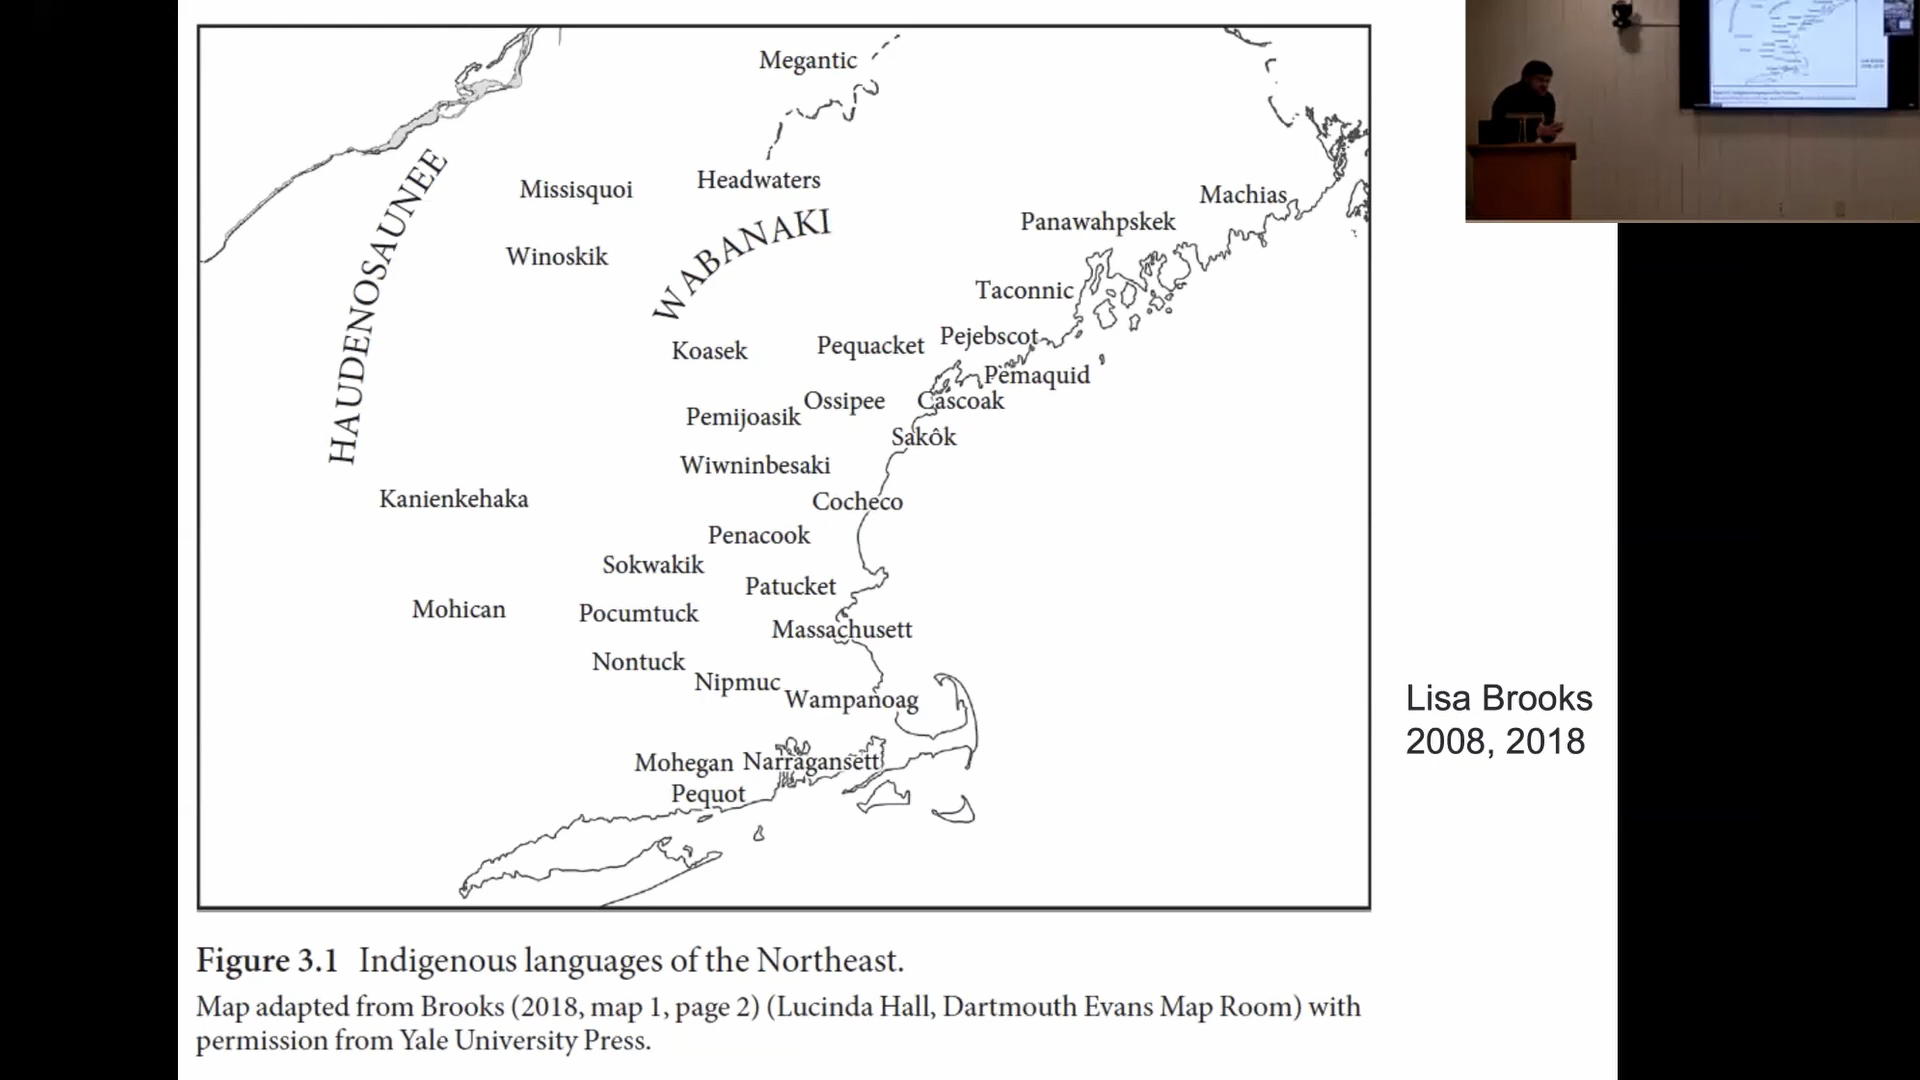 Megantic
HAUDENOSAUNEE
Missisquoi
Headwaters
WABANAKI
Machias
Panawahpskek
Winoskik
Taconnic
Koasek
Pequacket
Pejebscot
Pemaquid
Ossipee
Cascoak
Pemijoasik
Sakôk
Wiwninbesaki
Kanienkehaka
Cocheco
Penacook
Sokwakik
Patucket
Mohican
Pocumtuck
Massachusett
Nontuck
Nipmuc
Wampanoag
Mohegan
Narragansett
Pequot
Lisa Brooks
2008, 2018
Figure 3.1 Indigenous languages of the Northeast.
Map adapted from Brooks (2018, map 1, page 2) (Lucinda Hall, Dartmouth Evans Map Room) with
permission from Yale University Press.